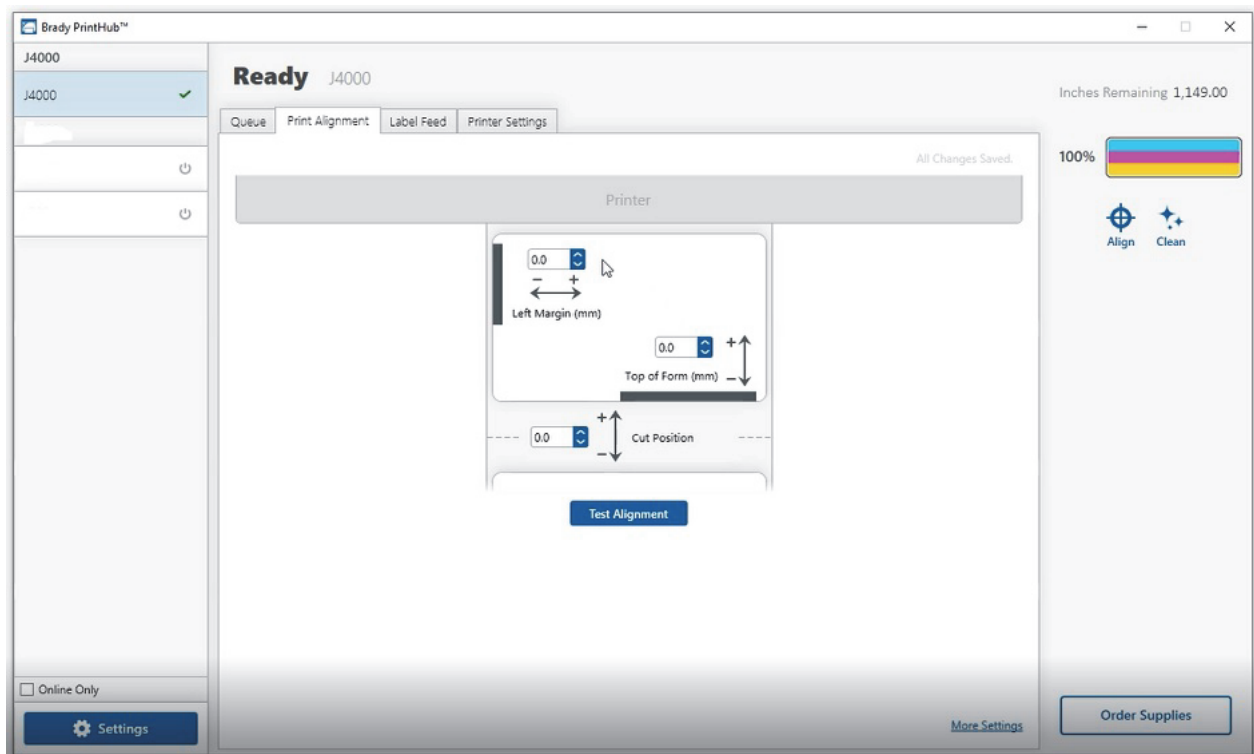 Brady PrintHub™
J4000
J4000
Online Only
Settings
Ready J4000
Queue Print Alignment Label Feed Printer Settings
All Changes Saved.
Printer
0.0
− +
Left Margin (mm)
0.0 +
Top of Form (mm) −
+
0.0 Cut Position
−
Test Alignment
More Settings
Inches Remaining 1,149.00
100%
Align Clean
Order Supplies